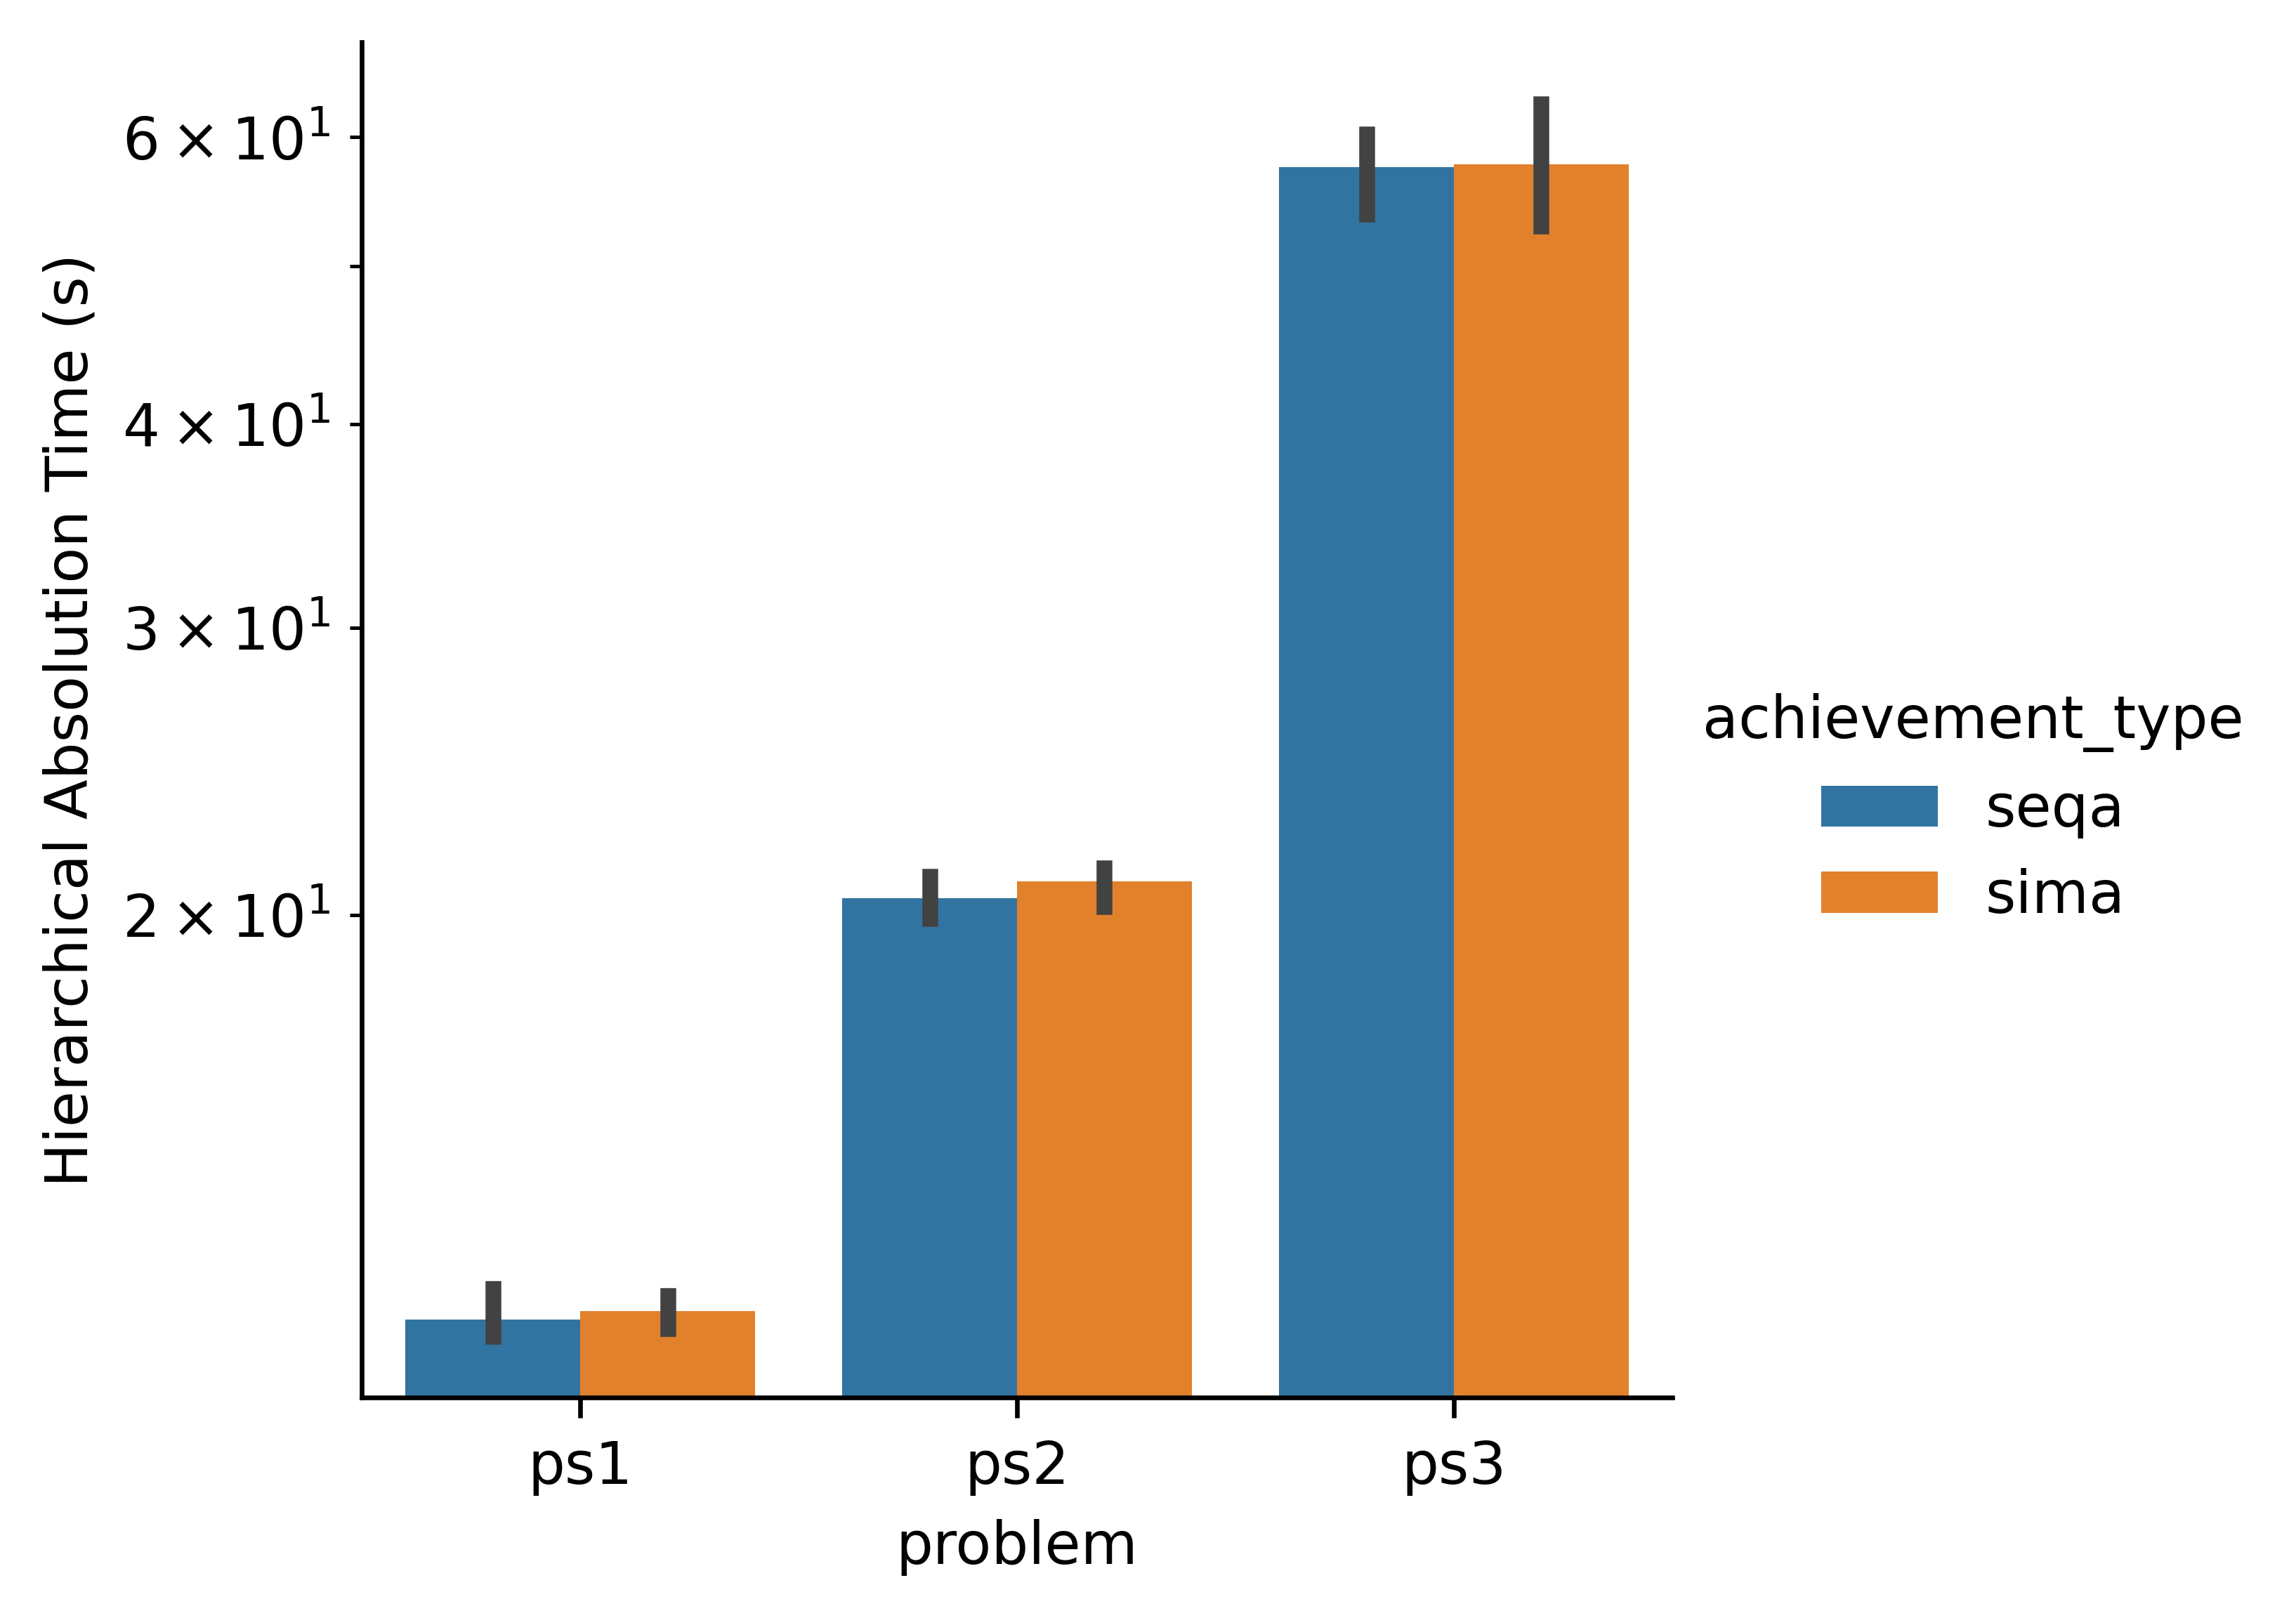 Hierarchical Absolution Time (s)
6 × 10¹
4 × 10¹
3 × 10¹
2 × 10¹
ps1
ps2
ps3
problem
achievement_type
seqa
sima